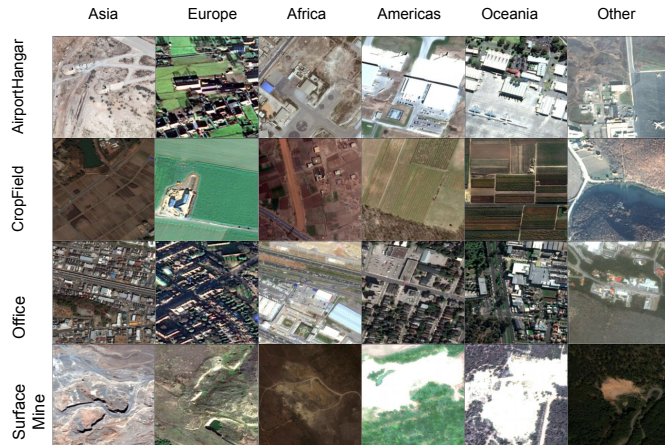 Asia Europe Africa Americas Oceania Other
AirportHangar
CropField
Office
Surface
Mine